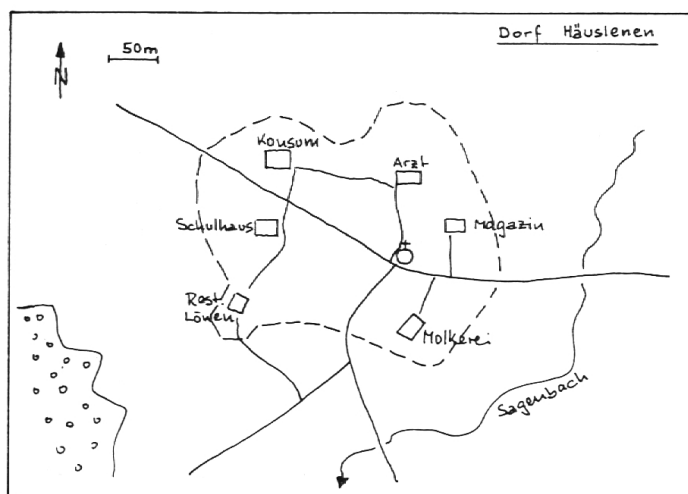 Dorf Häuslenen
50m
N
Konsum
Arzt
Schulhaus
Magazin
Rest.
Löwen
Molkerei
Sagenbach